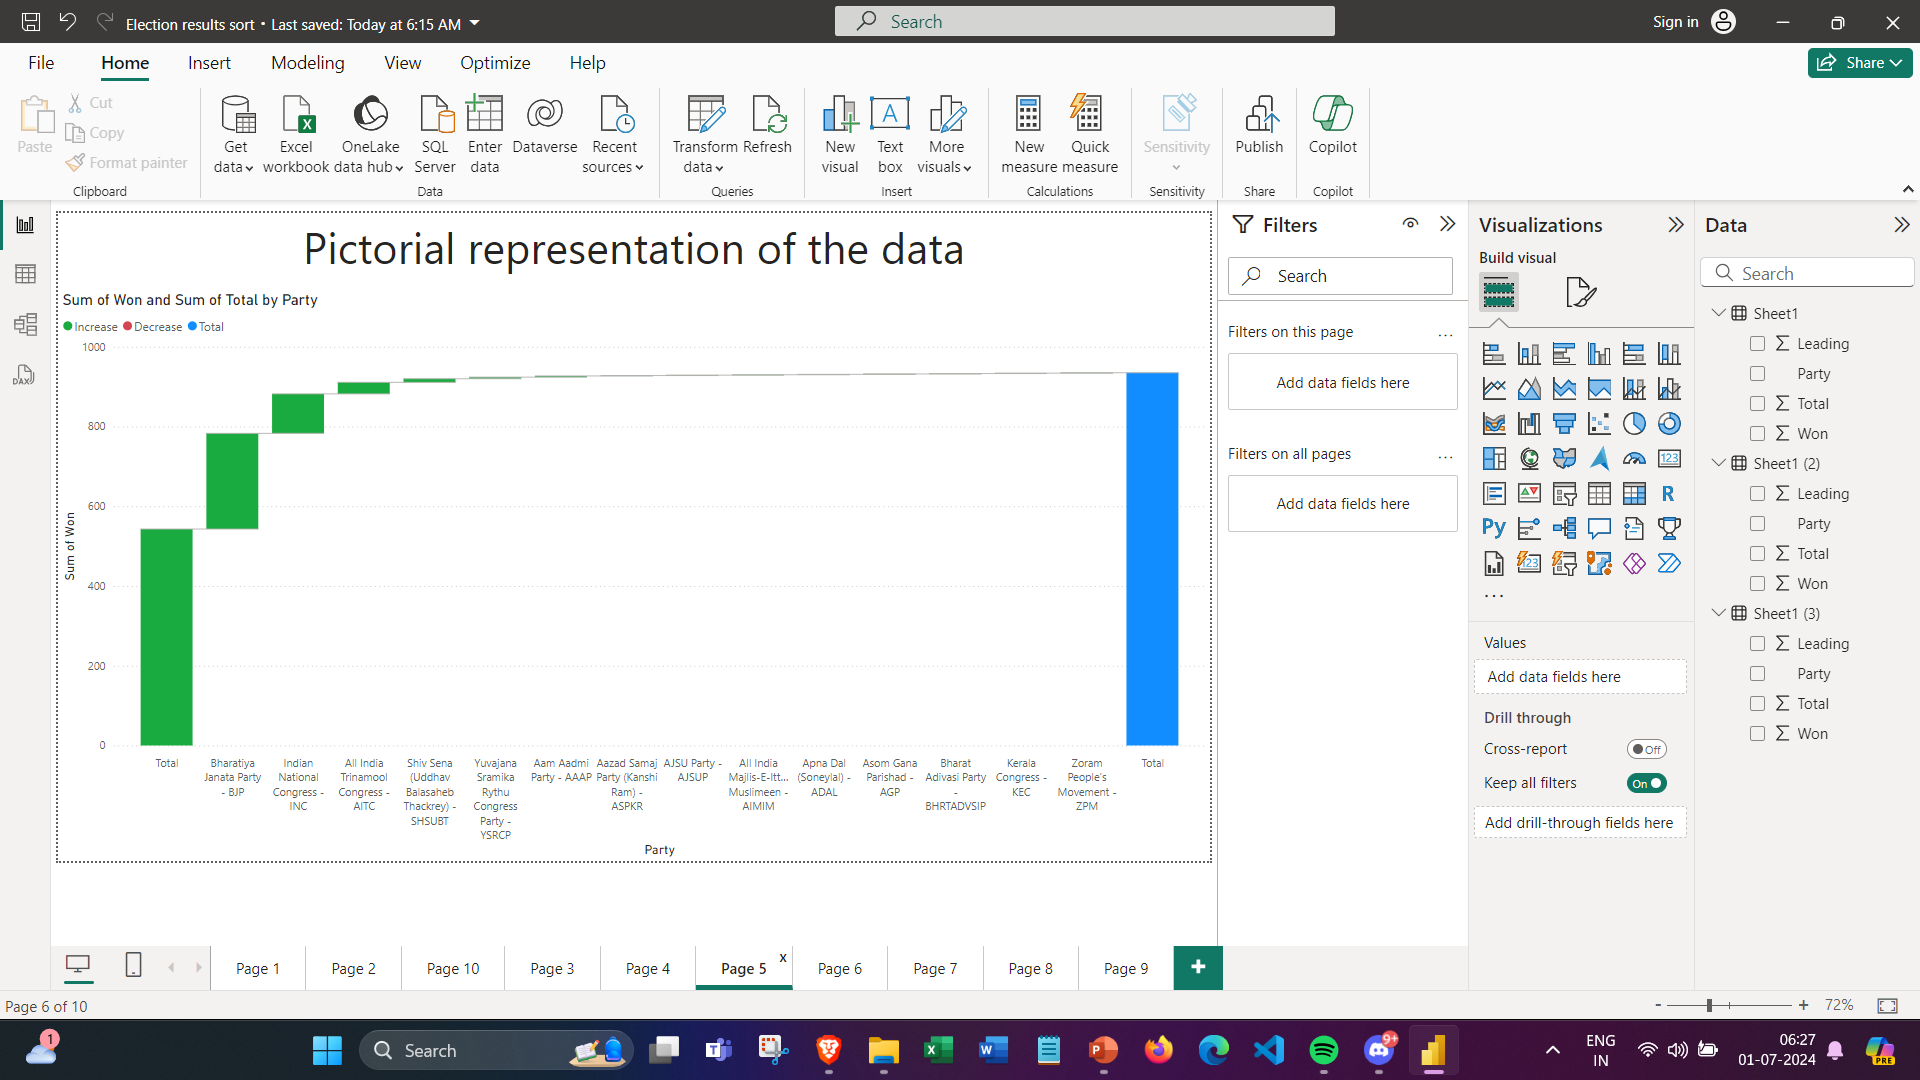 Election results sort • Last saved: Today at 6:15 AM
Search
Sign in
File
Home
Insert
Modeling
View
Optimize
Help
Share
Paste
Cut
Copy
Format painter
Clipboard
Get data
Excel workbook
OneLake data hub
SQL Server
Enter data
Dataverse
Recent sources
Data
Transform data
Refresh
Queries
New visual
Text box
More visuals
Insert
New measure
Quick measure
Calculations
Sensitivity
Sensitivity
Publish
Share
Copilot
Copilot
Pictorial representation of the data
Sum of Won and Sum of Total by Party
Increase
Decrease
Total
1000
800
600
400
200
0
Sum of Won
Total
Bharatiya
Janata Party
- BJP
Indian
National
Congress -
INC
All India
Trinamool
Congress -
AITC
Shiv Sena
(Uddhav
Balasaheb
Thackrey) -
SHSUBT
Yuvajana
Sramika
Rythu
Congress
Party -
YSRCP
Aam Aadmi
Party - AAAP
Aazad Samaj
Party (Kanshi
Ram) -
ASPKR
AJSU Party -
AJSUP
All India
Majlis-E-Itt...
Muslimeen -
AIMIM
Apna Dal
(Soneylal) -
ADAL
Asom Gana
Parishad -
AGP
Bharat
Adivasi Party
-
BHRTADVSIP
Kerala
Congress -
KEC
Zoram
People's
Movement -
ZPM
Total
Party
Filters
Search
Filters on this page
...
Add data fields here
Filters on all pages
...
Add data fields here
Visualizations
Build visual
123
R
Py
123
...
Values
Add data fields here
Drill through
Cross-report
Off
Keep all filters
On
Add drill-through fields here
Data
Search
Sheet1
Leading
Party
Total
Won
Sheet1 (2)
Leading
Party
Total
Won
Sheet1 (3)
Leading
Party
Total
Won
DAX
Page 1
Page 2
Page 10
Page 3
Page 4
Page 5
x
Page 6
Page 7
Page 8
Page 9
+
Page 6 of 10
-
+
72%
1
Search
9+
ENG
IN
06:27
01-07-2024
PRE